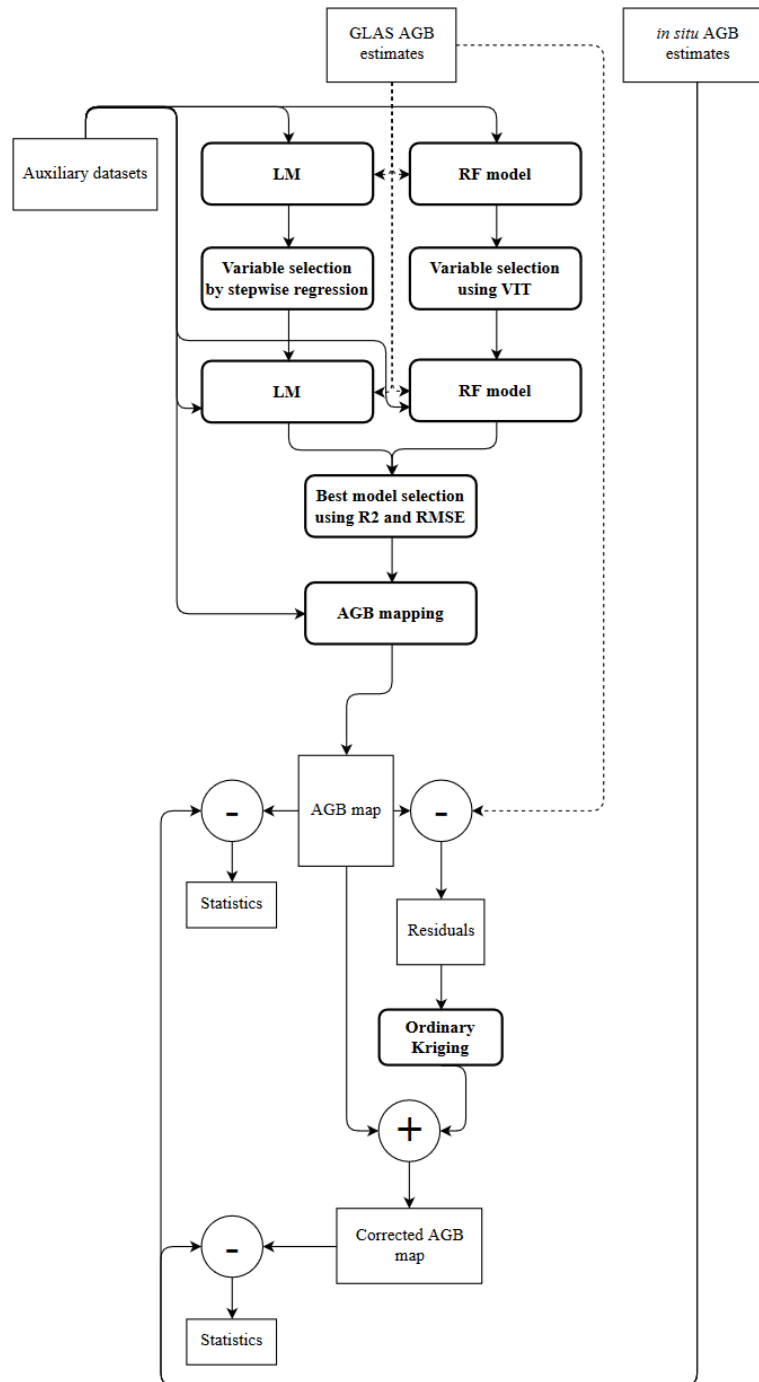 GLAS AGB
estimates
in situ AGB
estimates
Auxiliary datasets
LM
RF model
Variable selection
by stepwise regression
Variable selection
using VIT
LM
RF model
Best model selection
using R2 and RMSE
AGB mapping
-
AGB map
-
Statistics
Residuals
Ordinary
Kriging
+
Corrected AGB
map
-
Statistics